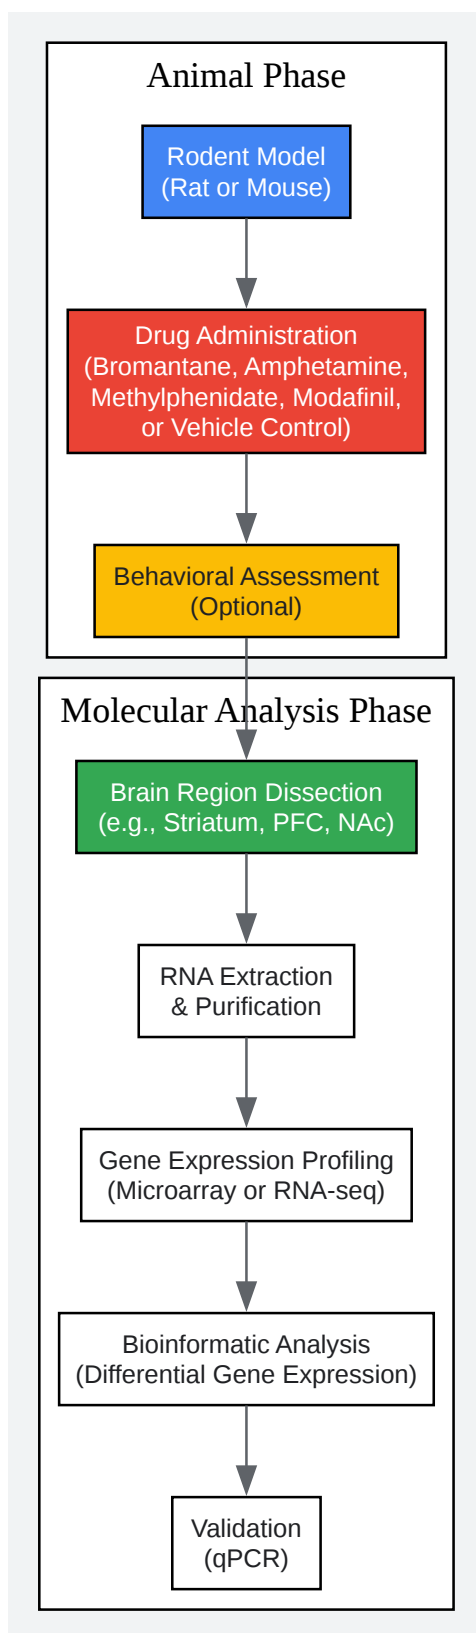 Animal Phase
Rodent Model
(Rat or Mouse)
Drug Administration
(Bromantane, Amphetamine,
Methylphenidate, Modafinil,
or Vehicle Control)
Behavioral Assessment
(Optional)
Molecular Analysis Phase
Brain Region Dissection
(e.g., Striatum, PFC, NAc)
RNA Extraction
& Purification
Gene Expression Profiling
(Microarray or RNA-seq)
Bioinformatic Analysis
(Differential Gene Expression)
Validation
(qPCR)